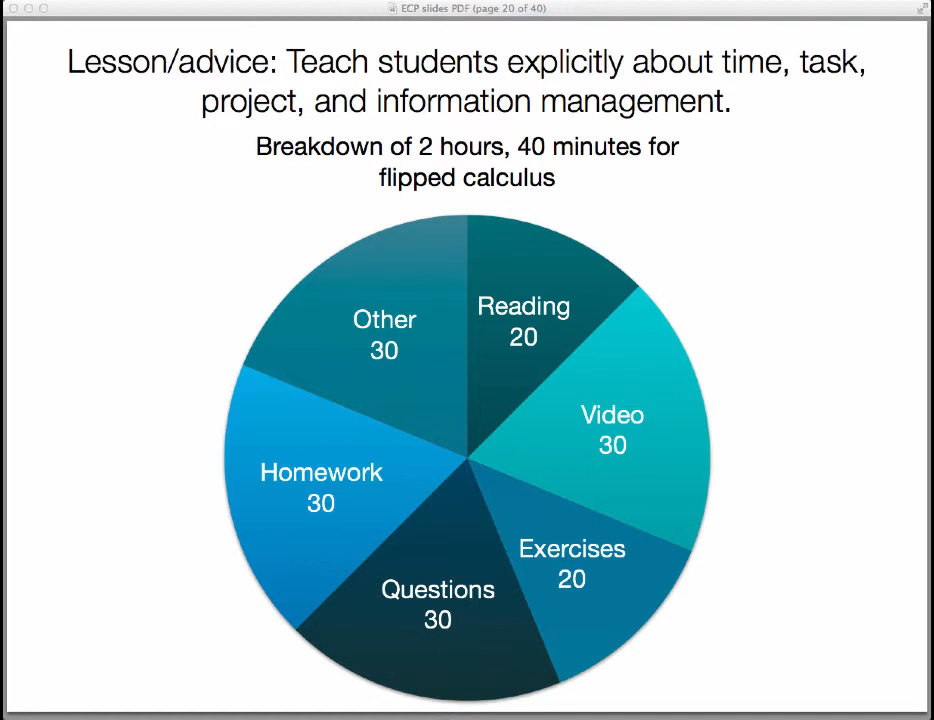 ECP slides PDF (page 20 of 40)
Lesson/advice: Teach students explicitly about time, task,
project, and information management.
Breakdown of 2 hours, 40 minutes for
flipped calculus
Reading
20
Video
30
Exercises
20
Questions
30
Homework
30
Other
30